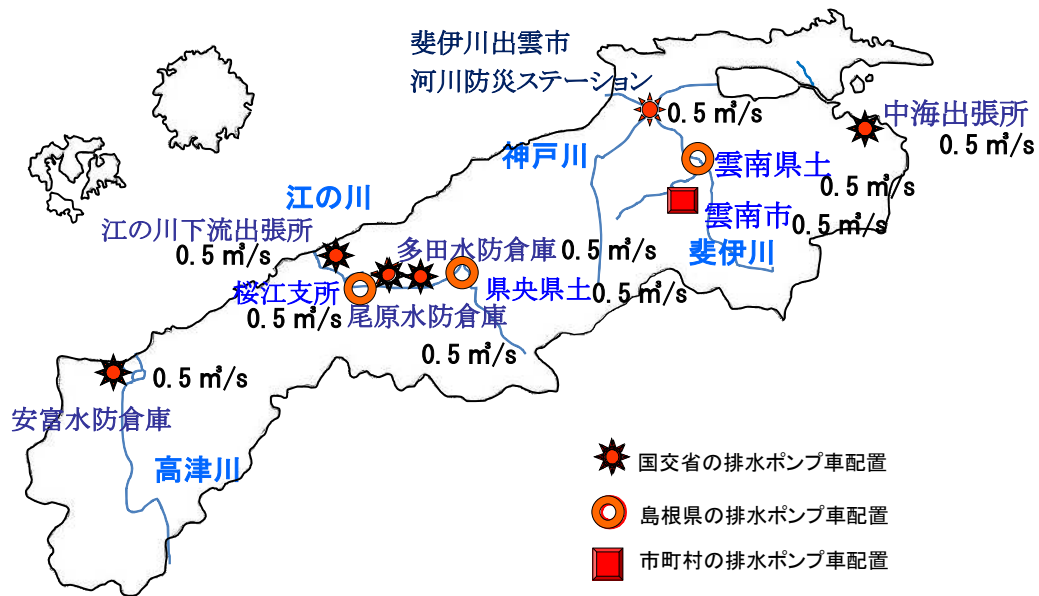 斐伊川出雲市
河川防災ステーション
0.5㎥/s
中海出張所
0.5㎥/s
神戸川
雲南県土
0.5㎥/s
江の川
雲南市
0.5㎥/s
江の川下流出張所
0.5㎥/s
多田水防倉庫
0.5㎥/s
斐伊川
桜江支所
0.5㎥/s
県央県土
0.5㎥/s
尾原水防倉庫
0.5㎥/s
0.5㎥/s
安富水防倉庫
高津川
国交省の排水ポンプ車配置
島根県の排水ポンプ車配置
市町村の排水ポンプ車配置